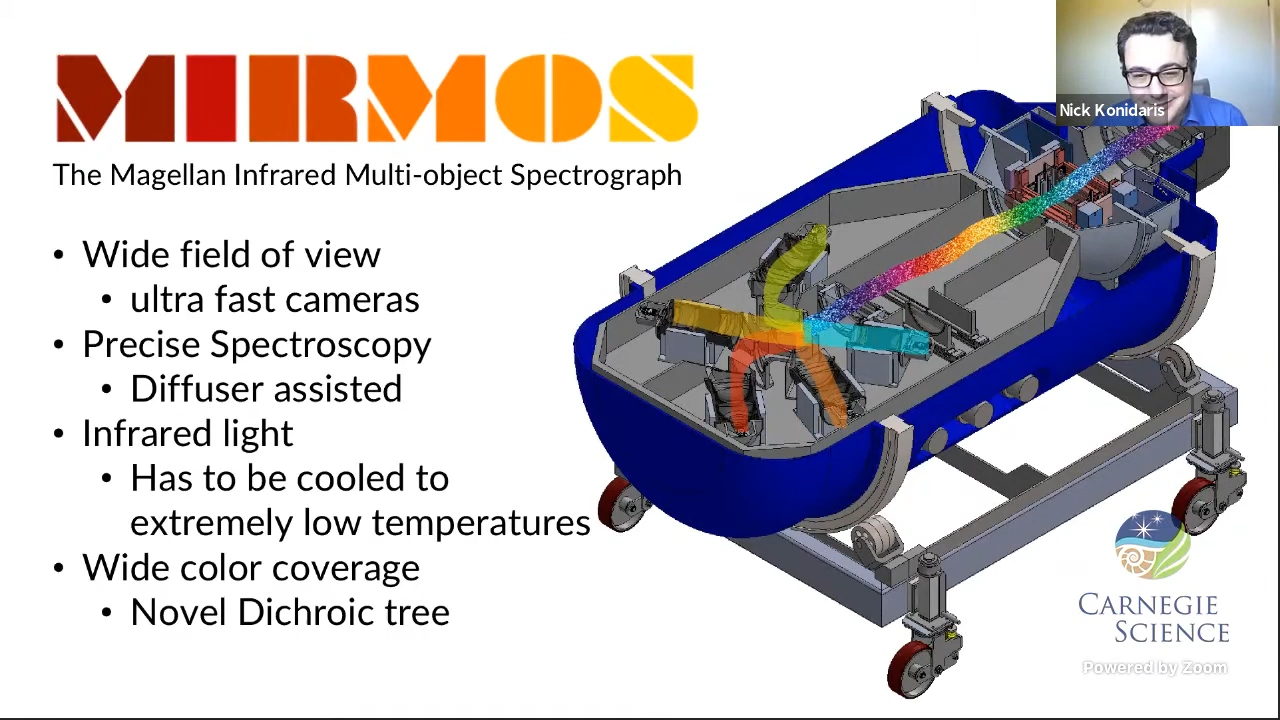 MIRMOS
The Magellan Infrared Multi-object Spectrograph
• Wide field of view
• ultra fast cameras
• Precise Spectroscopy
• Diffuser assisted
• Infrared light
• Has to be cooled to
extremely low temperatures
• Wide color coverage
• Novel Dichroic tree
Nick Konidaris
CARNEGIE
SCIENCE
Powered by Zoom